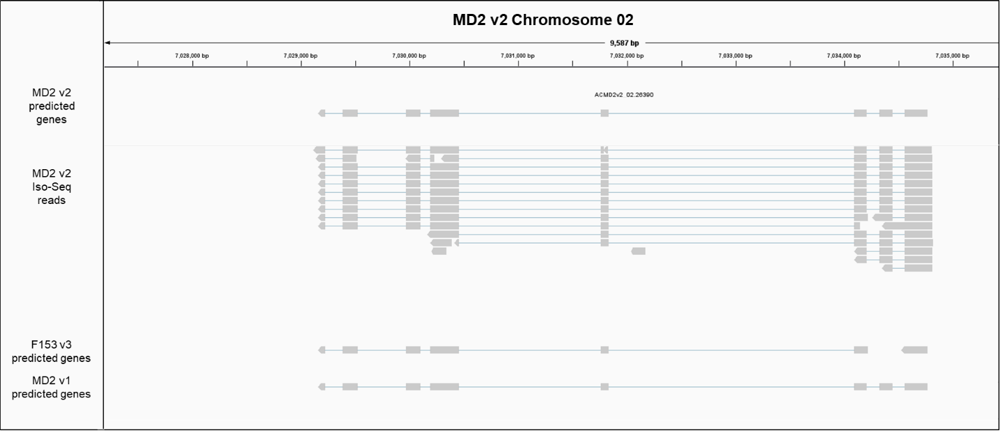 MD2 v2 Chromosome 02
9,587 bp
7,028,000 bp 7,029,000 bp 7,030,000 bp 7,031,000 bp 7,032,000 bp 7,033,000 bp 7,034,000 bp 7,035,000 bp
MD2 v2
predicted
genes
ACMD2v2_02.26390
MD2 v2
Iso-Seq
reads
F153 v3
predicted genes
MD2 v1
predicted genes